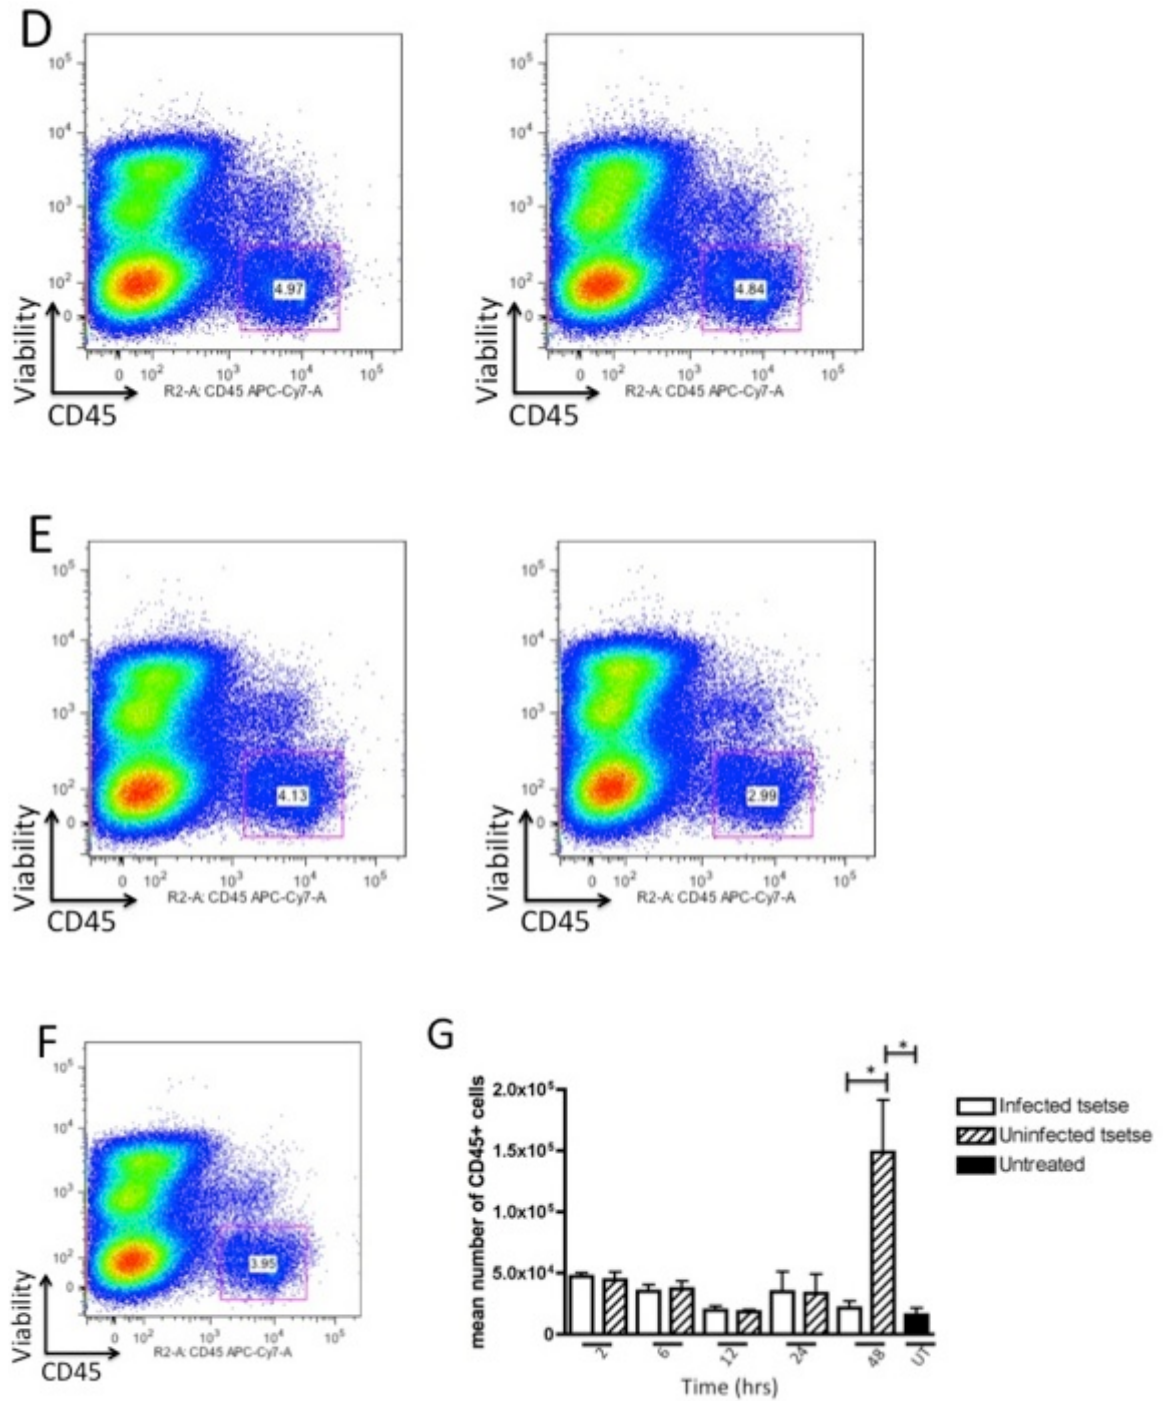 D
10⁵
10⁴
10³
10²
0
4.97
0 10² 10³ 10⁴ 10⁵
R2-A: CD45 APC-Cy7-A
Viability
CD45
10⁵
10⁴
10³
10²
0
4.84
0 10² 10³ 10⁴ 10⁵
R2-A: CD45 APC-Cy7-A
Viability
CD45
E
10⁵
10⁴
10³
10²
0
4.13
0 10² 10³ 10⁴ 10⁵
R2-A: CD45 APC-Cy7-A
Viability
CD45
10⁵
10⁴
10³
10²
0
2.99
0 10² 10³ 10⁴ 10⁵
R2-A: CD45 APC-Cy7-A
Viability
CD45
F
10⁵
10⁴
10³
10²
0
3.95
0 10² 10³ 10⁴ 10⁵
R2-A: CD45 APC-Cy7-A
Viability
CD45
G
*
*
mean number of CD45+ cells
2.0x10⁵
1.5x10⁵
1.0x10⁵
5.0x10⁴
0
2 6 12 24 48 UT
Time (hrs)
Infected tsetse
Uninfected tsetse
Untreated